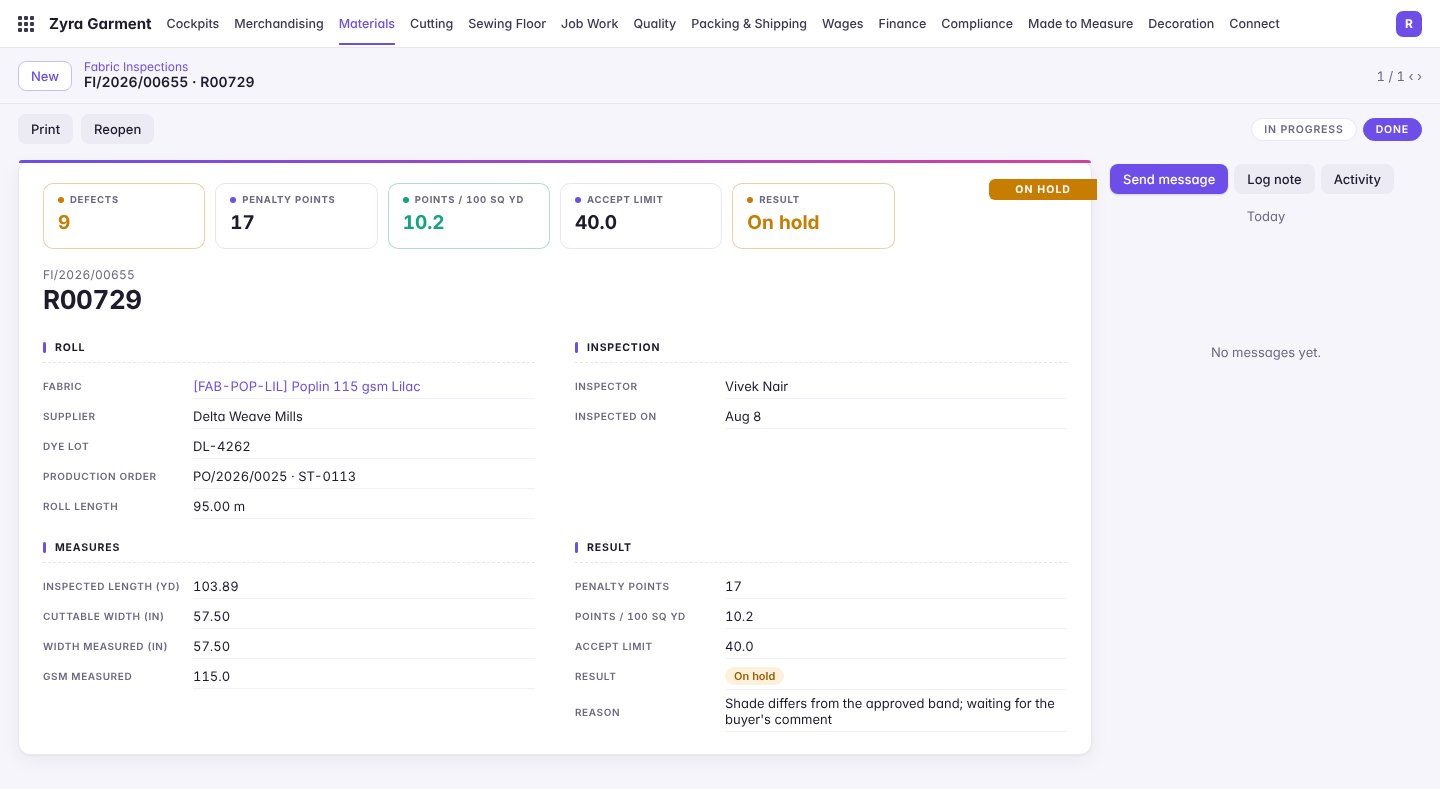 Zyra Garment Cockpits Merchandising Materials Cutting Sewing Floor Job Work Quality Packing & Shipping Wages Finance Compliance Made to Measure Decoration Connect R
New
Fabric Inspections
FI/2026/00655 · R00729
1 / 1 ‹ ›
Print Reopen
IN PROGRESS DONE
DEFECTS
9
PENALTY POINTS
17
POINTS / 100 SQ YD
10.2
ACCEPT LIMIT
40.0
RESULT
On hold
ON HOLD
FI/2026/00655
R00729
ROLL
FABRIC [FAB-POP-LIL] Poplin 115 gsm Lilac
SUPPLIER Delta Weave Mills
DYE LOT DL-4262
PRODUCTION ORDER PO/2026/0025 · ST-0113
ROLL LENGTH 95.00 m
INSPECTION
INSPECTOR Vivek Nair
INSPECTED ON Aug 8
MEASURES
INSPECTED LENGTH (YD) 103.89
CUTTABLE WIDTH (IN) 57.50
WIDTH MEASURED (IN) 57.50
GSM MEASURED 115.0
RESULT
PENALTY POINTS 17
POINTS / 100 SQ YD 10.2
ACCEPT LIMIT 40.0
RESULT On hold
REASON Shade differs from the approved band; waiting for the
buyer's comment
Send message Log note Activity
Today
No messages yet.